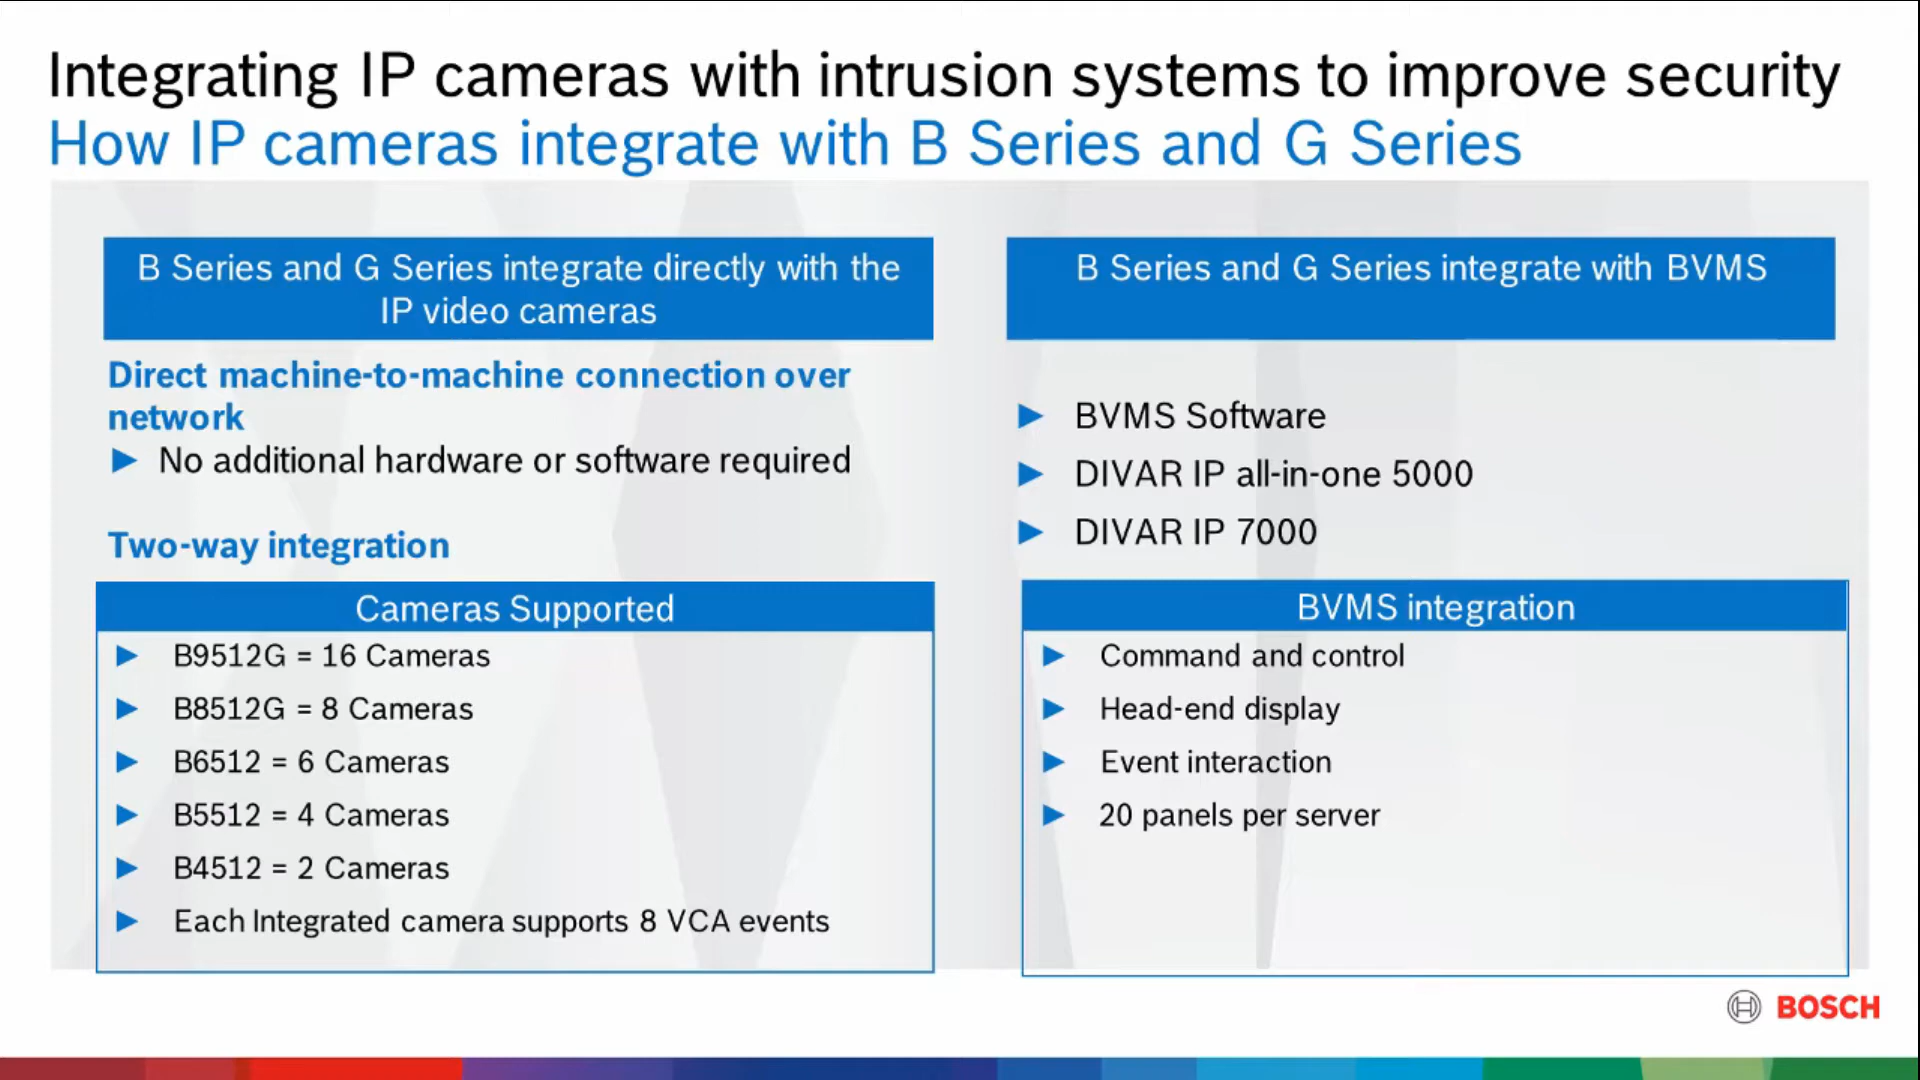 Integrating IP cameras with intrusion systems to improve security
How IP cameras integrate with B Series and G Series
B Series and G Series integrate directly with the
IP video cameras
Direct machine-to-machine connection over
network
► No additional hardware or software required
Two-way integration
Cameras Supported
► B9512G = 16 Cameras
► B8512G = 8 Cameras
► B6512 = 6 Cameras
► B5512 = 4 Cameras
► B4512 = 2 Cameras
► Each Integrated camera supports 8 VCA events
B Series and G Series integrate with BVMS
► BVMS Software
► DIVAR IP all-in-one 5000
► DIVAR IP 7000
BVMS integration
► Command and control
► Head-end display
► Event interaction
► 20 panels per server
BOSCH